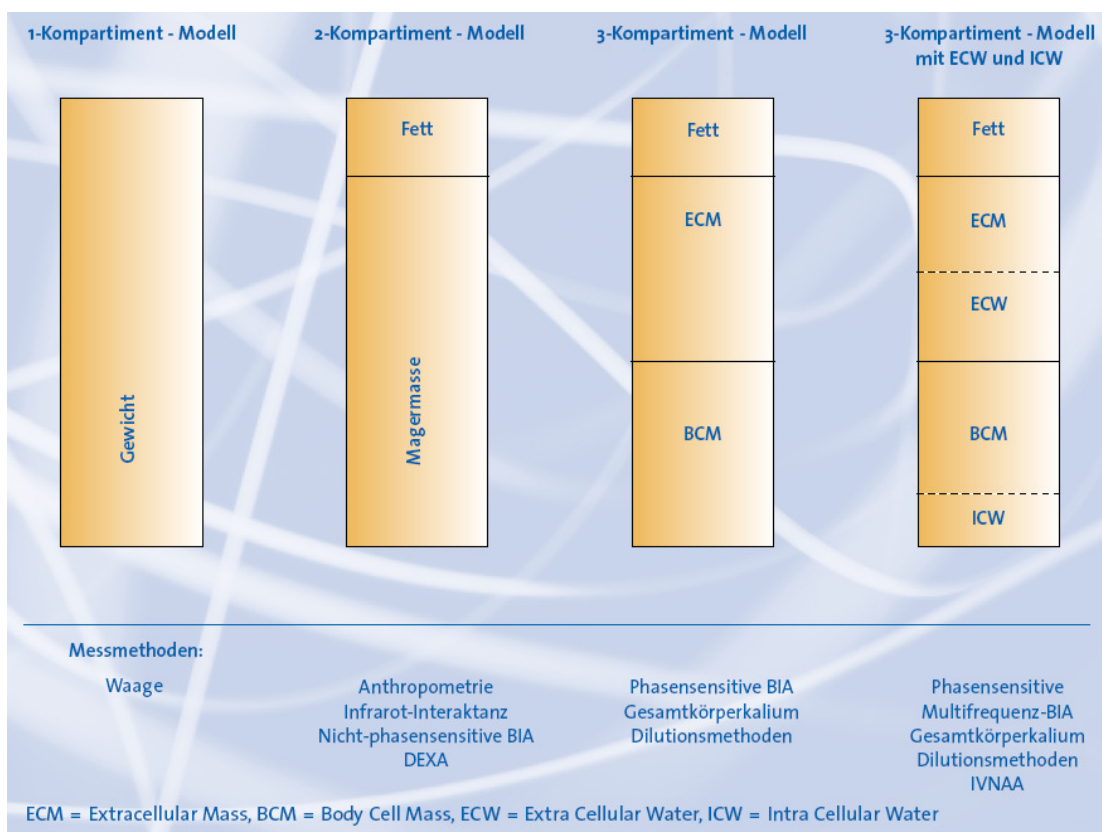 1-Kompartiment - Modell
2-Kompartiment - Modell
3-Kompartiment - Modell
3-Kompartiment - Modell
mit ECW und ICW
Gewicht
Fett
Magermasse
Fett
ECM
BCM
Fett
ECM
ECW
BCM
ICW
Messmethoden:
Waage
Anthropometrie
Infrarot-Interaktanz
Nicht-phasensensitive BIA
DEXA
Phasensensitive BIA
Gesamtkörperkalium
Dilutionsmethoden
Phasensensitive
Multifrequenz-BIA
Gesamtkörperkalium
Dilutionsmethoden
IVNAA
ECM = Extracellular Mass, BCM = Body Cell Mass, ECW = Extra Cellular Water, ICW = Intra Cellular Water